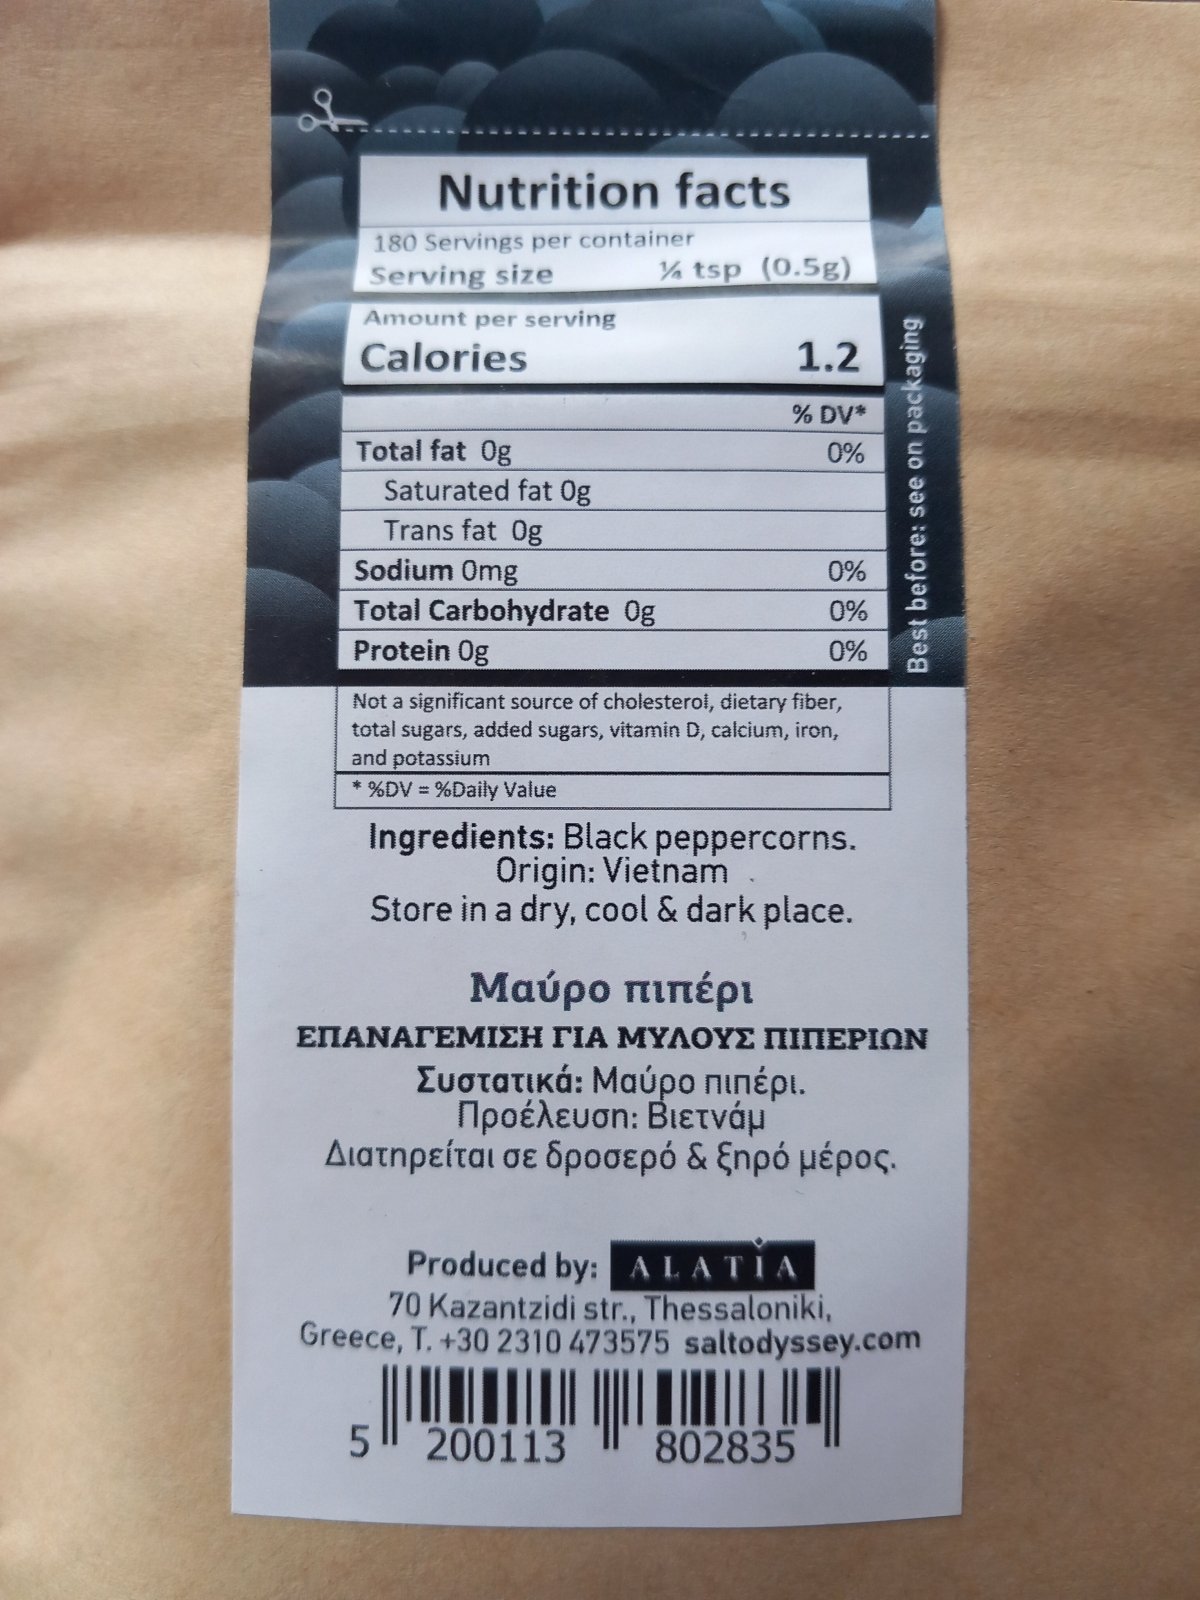 Nutrition facts
180 Servings per container
Serving size ¼ tsp (0.5g)
Amount per serving
Calories 1.2
% DV*
Total fat 0g 0%
Saturated fat 0g
Trans fat 0g
Sodium 0mg 0%
Total Carbohydrate 0g 0%
Protein 0g 0%
Not a significant source of cholesterol, dietary fiber,
total sugars, added sugars, vitamin D, calcium, iron,
and potassium
* %DV = %Daily Value
Best before: see on packaging
Ingredients: Black peppercorns.
Origin: Vietnam
Store in a dry, cool & dark place.
Μαύρο πιπέρι
ΕΠΑΝΑΓΕΜΙΣΗ ΓΙΑ ΜΥΛΟΥΣ ΠΙΠΕΡΙΩΝ
Συστατικά: Μαύρο πιπέρι.
Προέλευση: Βιετνάμ
Διατηρείται σε δροσερό & ξηρό μέρος.
Produced by: ALATIA
70 Kazantzidi str., Thessaloniki,
Greece, T. +30 2310 473575 saltodyssey.com
5 200113 802835